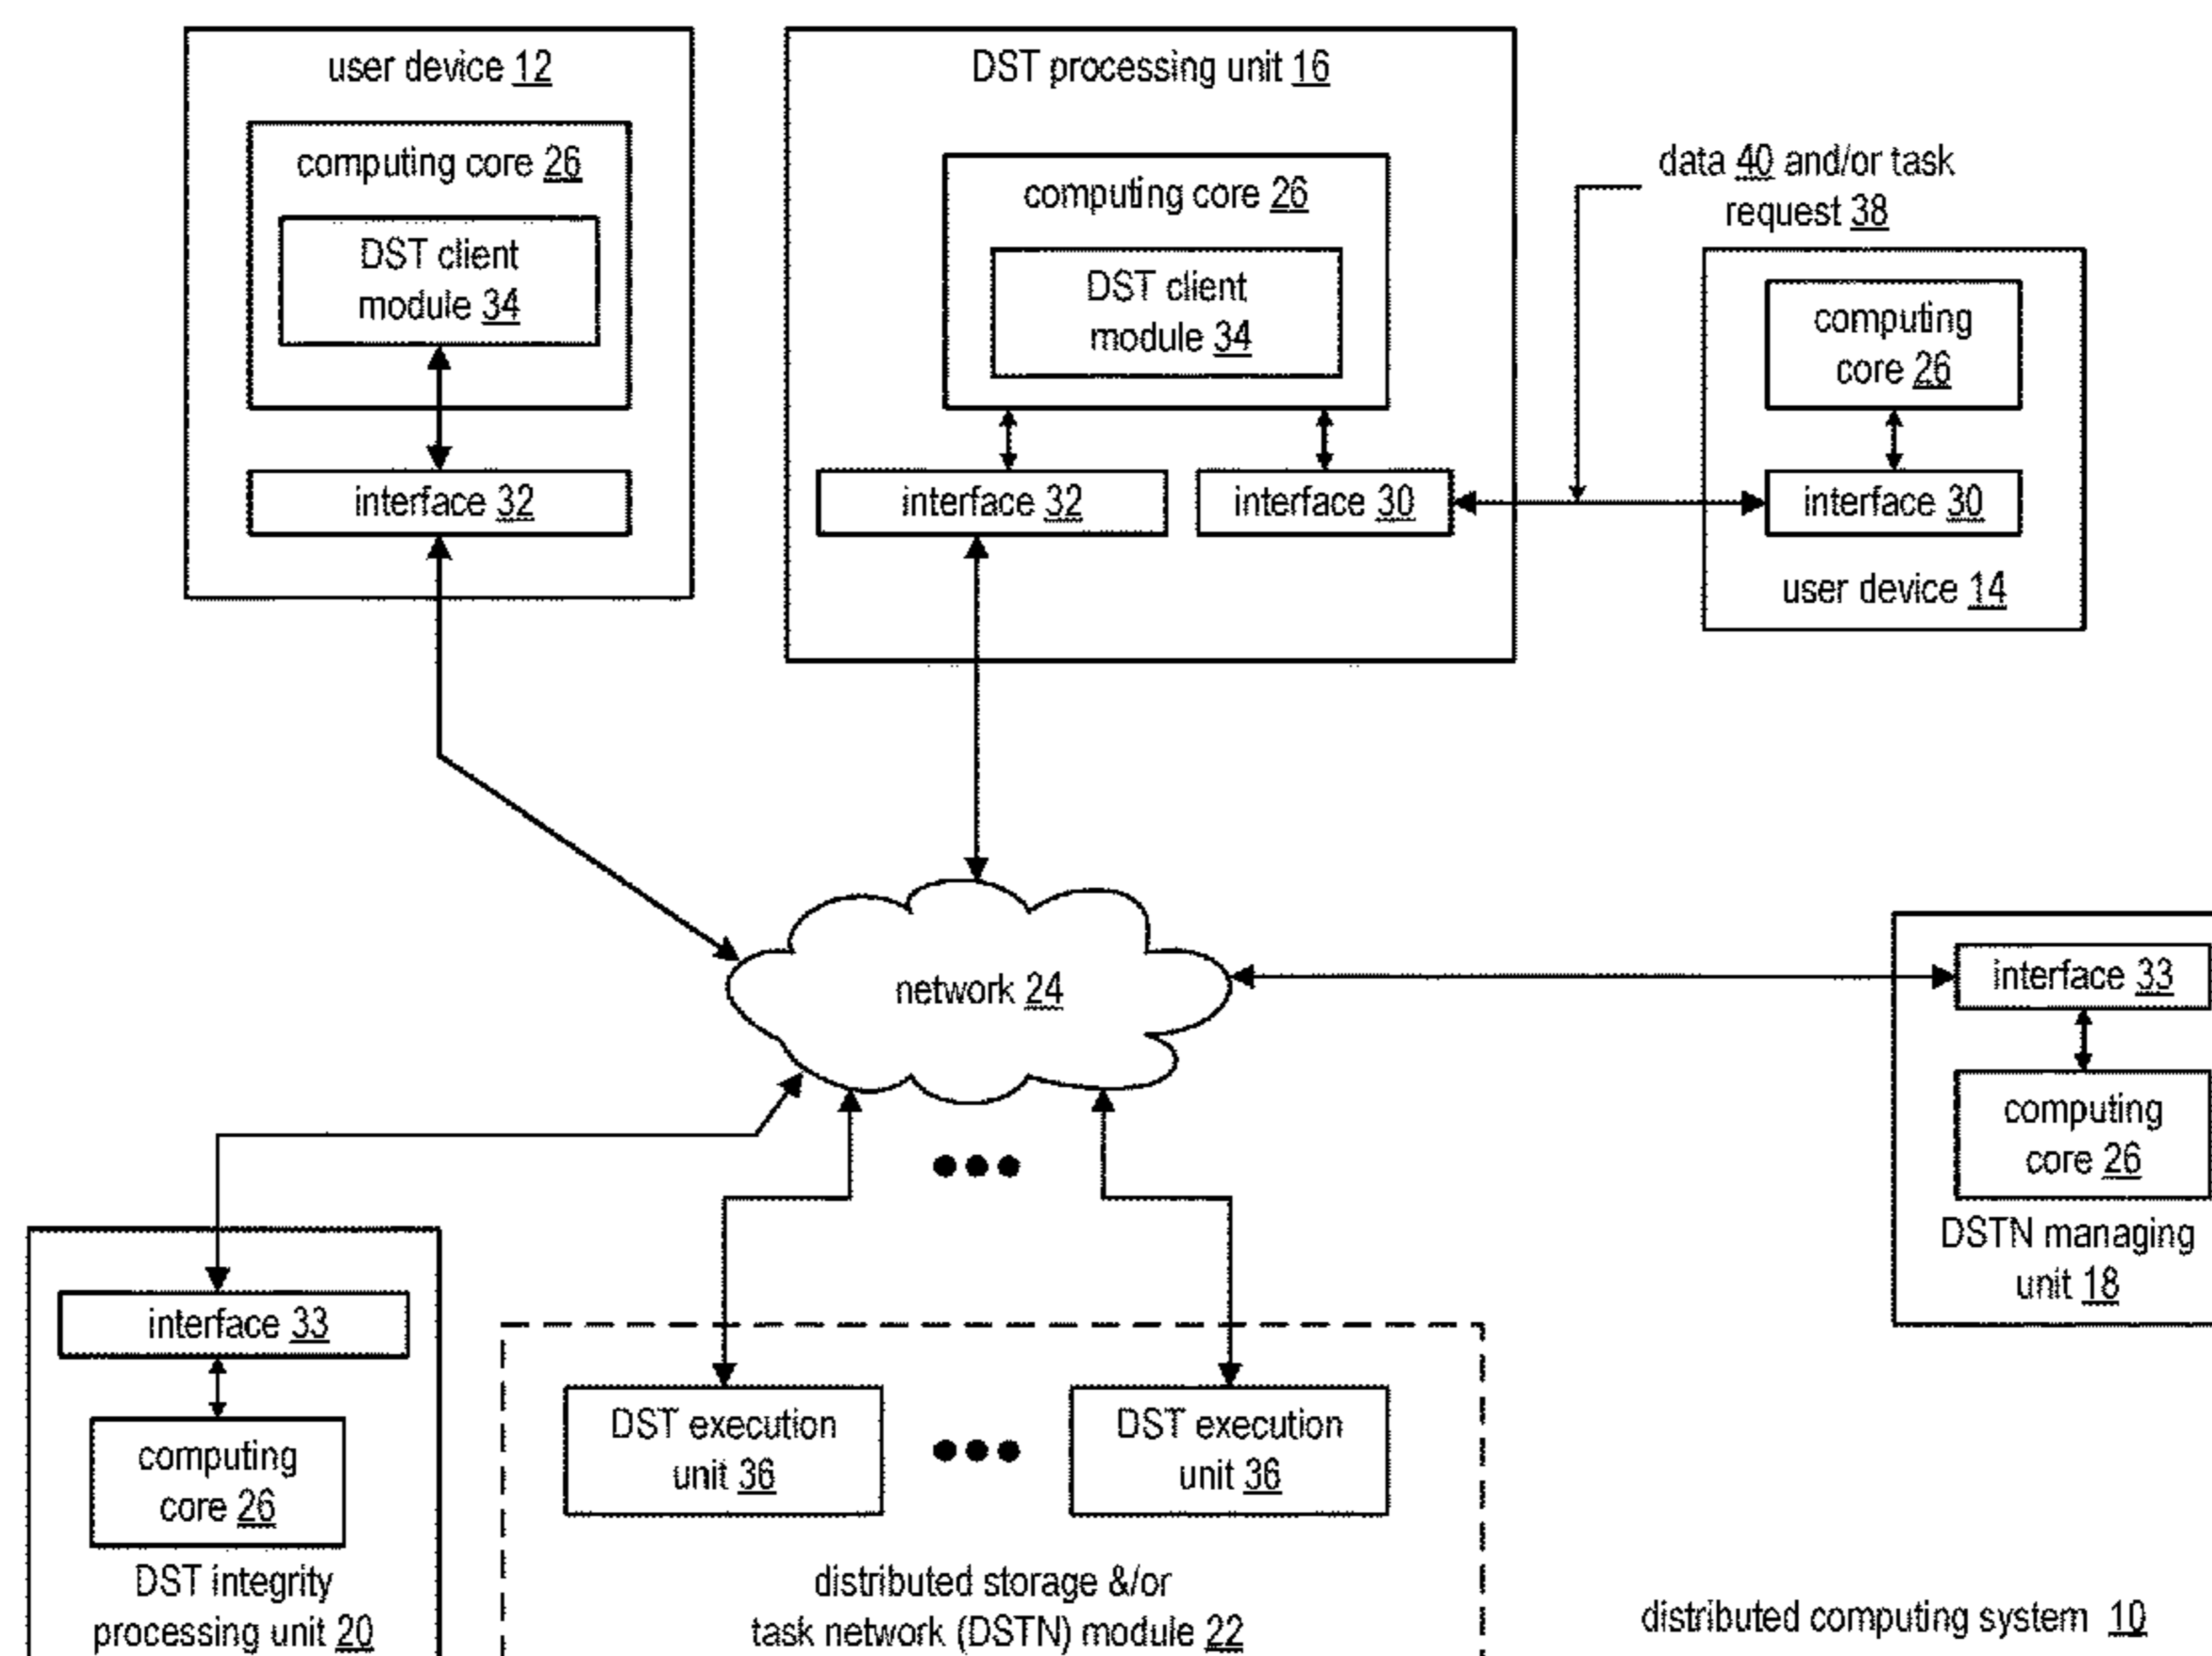 user device 12
computing core 26
DST client
module 34
interface 32
DST processing unit 16
computing core 26
DST client
module 34
interface 32
interface 30
data 40 and/or task
request 38
computing
core 26
interface 30
user device 14
network 24
interface 33
computing
core 26
DSTN managing
unit 18
interface 33
computing
core 26
DST integrity
processing unit 20
DST execution
unit 36
DST execution
unit 36
distributed storage &/or
task network (DSTN) module 22
distributed computing system 10